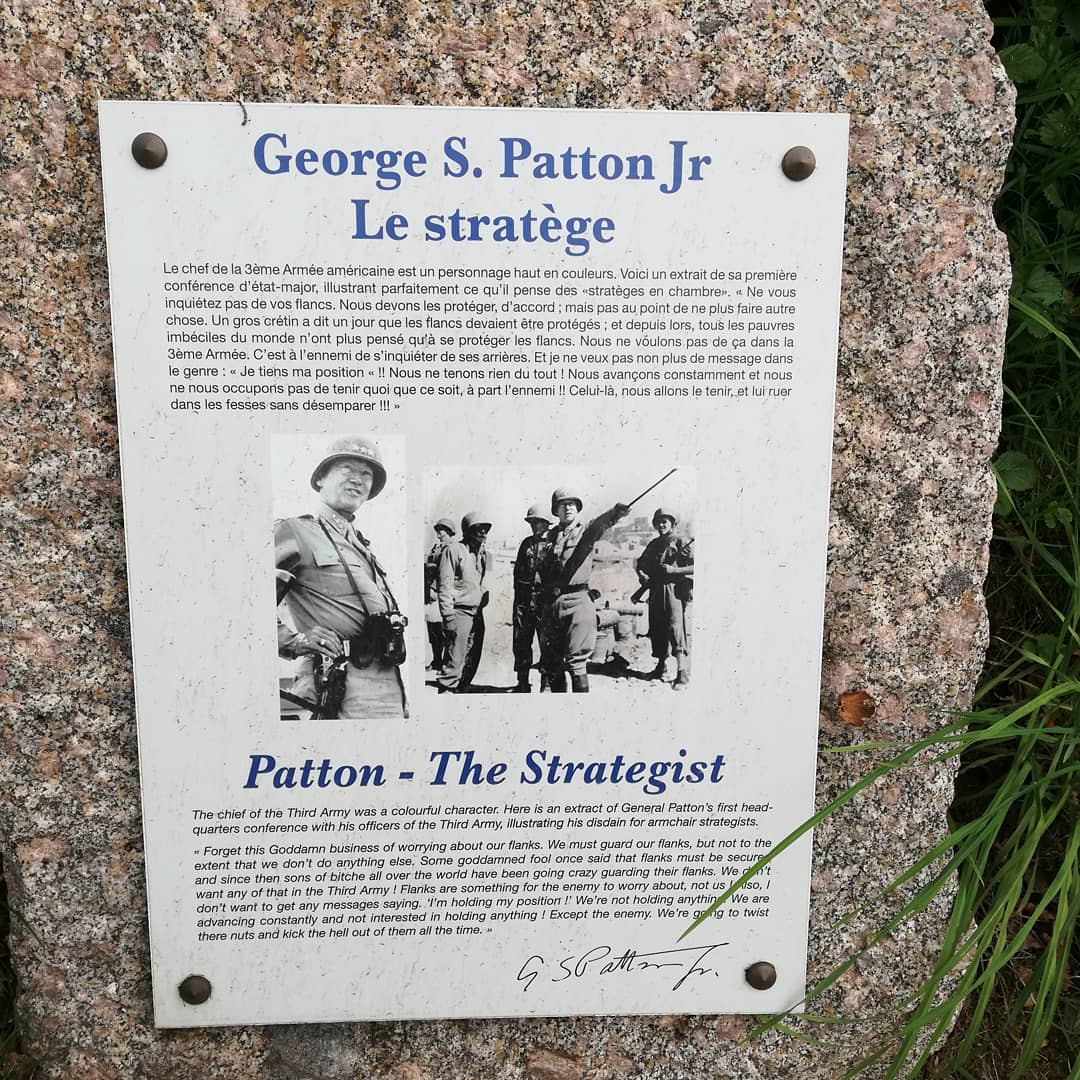 George S. Patton Jr
Le stratège
Le chef de la 3ème Armée américaine est un personnage haut en couleurs. Voici un extrait de sa première
conférence d'état-major, illustrant parfaitement ce qu'il pense des «stratèges en chambre». « Ne vous
inquiétez pas de vos flancs. Nous devons les protéger, d'accord ; mais pas au point de ne plus faire autre
chose. Un gros crétin a dit un jour que les flancs devaient être protégés ; et depuis lors, tous les pauvres
imbéciles du monde n'ont plus pensé qu'à se protéger les flancs. Nous ne voulons pas de ça dans la
3ème Armée. C'est à l'ennemi de s'inquiéter de ses arrières. Et je ne veux pas non plus de message dans
le genre : « Je tiens ma position « !! Nous ne tenons rien du tout ! Nous avançons constamment et nous
ne nous occupons pas de tenir quoi que ce soit, à part l'ennemi !! Celui-là, nous allons le tenir, et lui ruer
dans les fesses sans désemparer !!! »
Patton - The Strategist
The chief of the Third Army was a colourful character. Here is an extract of General Patton's first head-
quarters conference with his officers of the Third Army, illustrating his disdain for armchair strategists.
« Forget this Goddamn business of worrying about our flanks. We must guard our flanks, but not to the
extent that we don't do anything else. Some goddamned fool once said that flanks must be secure
and since then sons of bitche all over the world have been going crazy guarding their flanks. We don't
want any of that in the Third Army ! Flanks are something for the enemy to worry about, not us ! Also, I
don't want to get any messages saying. 'I'm holding my position !' We're not holding anything. We are
advancing constantly and not interested in holding anything ! Except the enemy. We're going to twist
there nuts and kick the hell out of them all the time. »
G S Patton Jr.